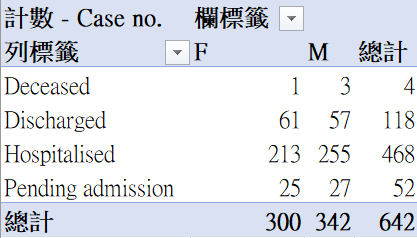 計數 - Case no. 欄標籤
列標籤 F M 總計
Deceased 1 3 4
Discharged 61 57 118
Hospitalised 213 255 468
Pending admission 25 27 52
總計 300 342 642